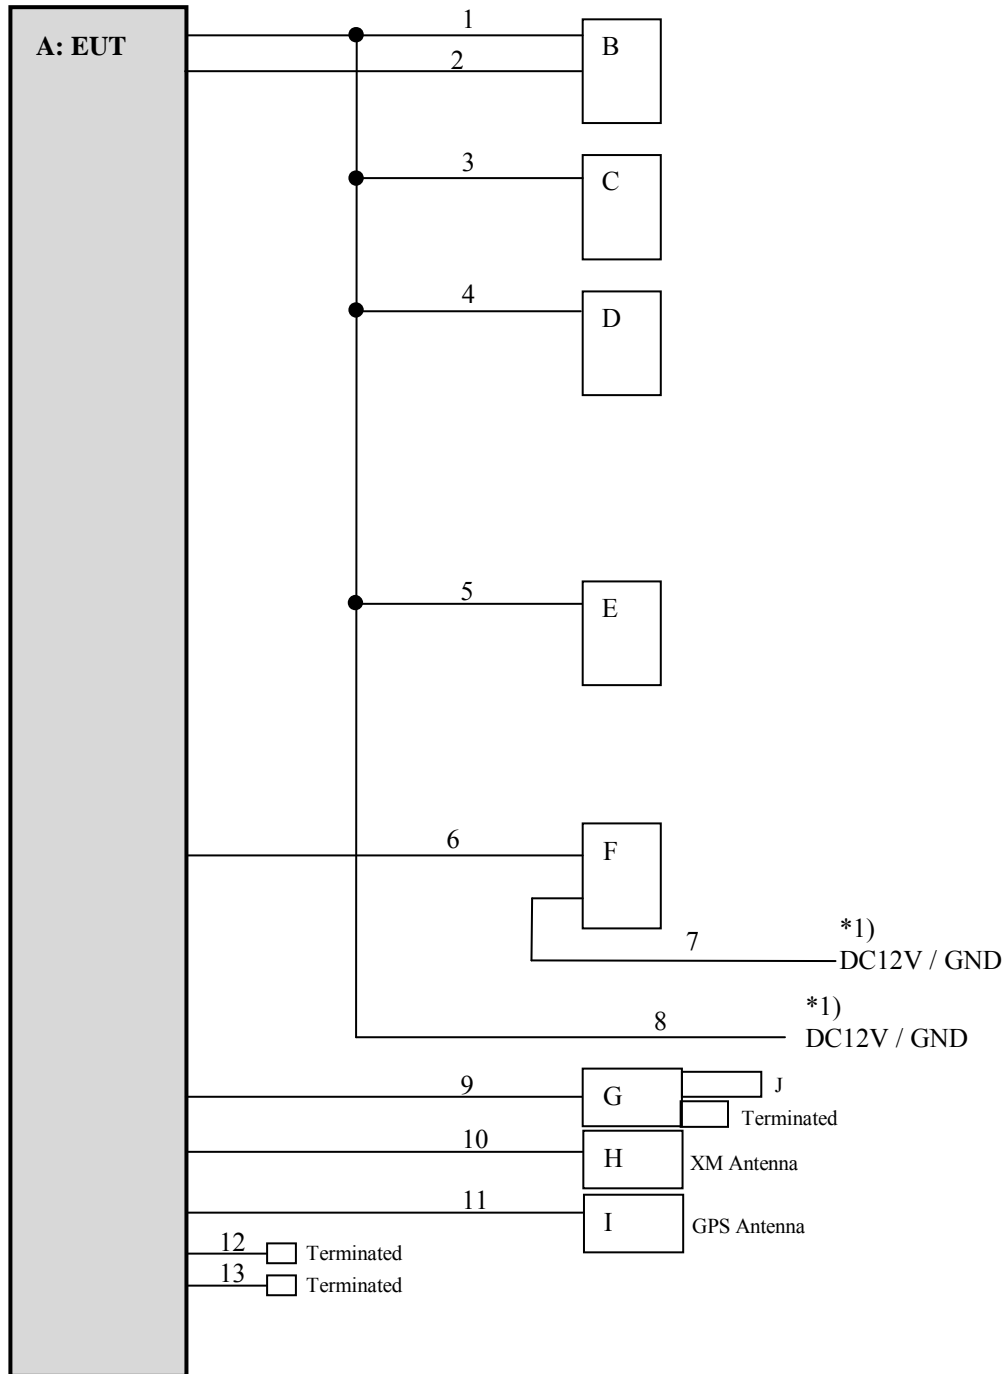 1
A: EUT
B
2
3
C
4
D
5
E
6
F
7
*1)
DC12V / GND
8
*1)
DC12V / GND
9
G
J
Terminated
10
H
XM Antenna
11
I
GPS Antenna
12
Terminated
13
Terminated